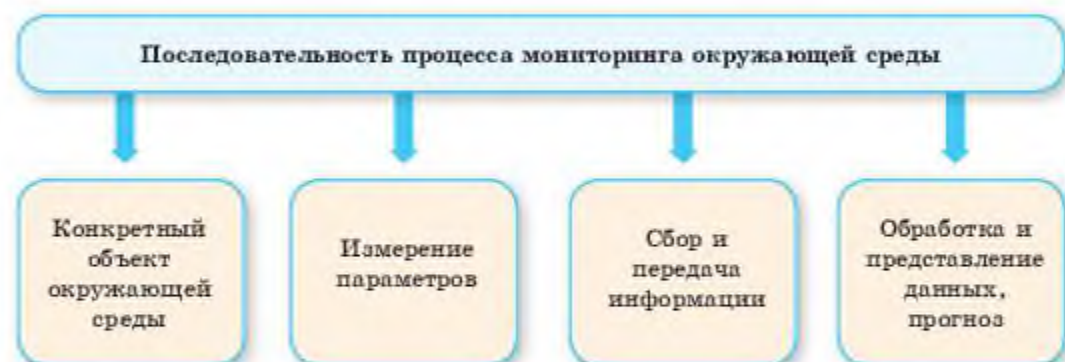 Последовательность процесса мониторинга окружающей среды
Конкретный
объект
окружающей
среды
Измерение
параметров
Сбор и
передача
информации
Обработка и
представление
данных,
прогноз